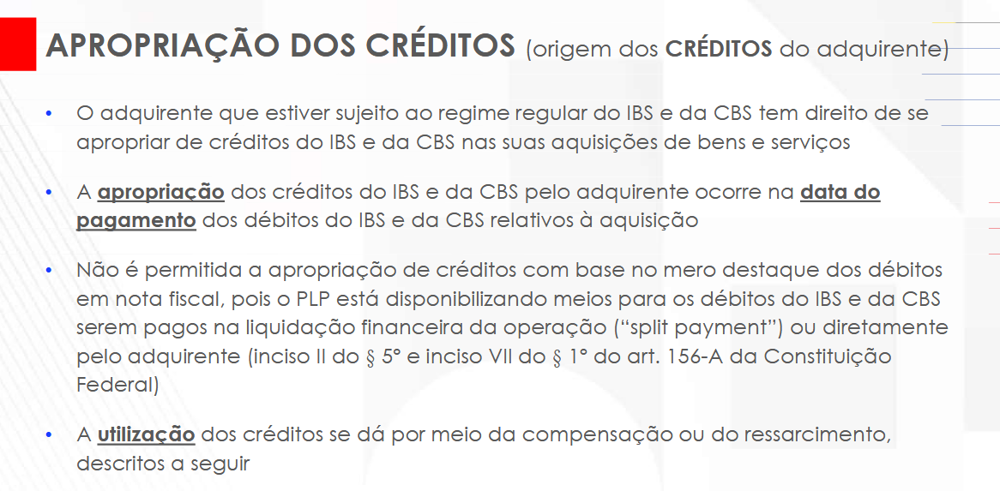 APROPRIAÇÃO DOS CRÉDITOS (origem dos CRÉDITOS do adquirente)
• O adquirente que estiver sujeito ao regime regular do IBS e da CBS tem direito de se
apropriar de créditos do IBS e da CBS nas suas aquisições de bens e serviços
• A apropriação dos créditos do IBS e da CBS pelo adquirente ocorre na data do
pagamento dos débitos do IBS e da CBS relativos à aquisição
• Não é permitida a apropriação de créditos com base no mero destaque dos débitos
em nota fiscal, pois o PLP está disponibilizando meios para os débitos do IBS e da CBS
serem pagos na liquidação financeira da operação (“split payment”) ou diretamente
pelo adquirente (inciso II do § 5º e inciso VII do § 1º do art. 156-A da Constituição
Federal)
• A utilização dos créditos se dá por meio da compensação ou do ressarcimento,
descritos a seguir